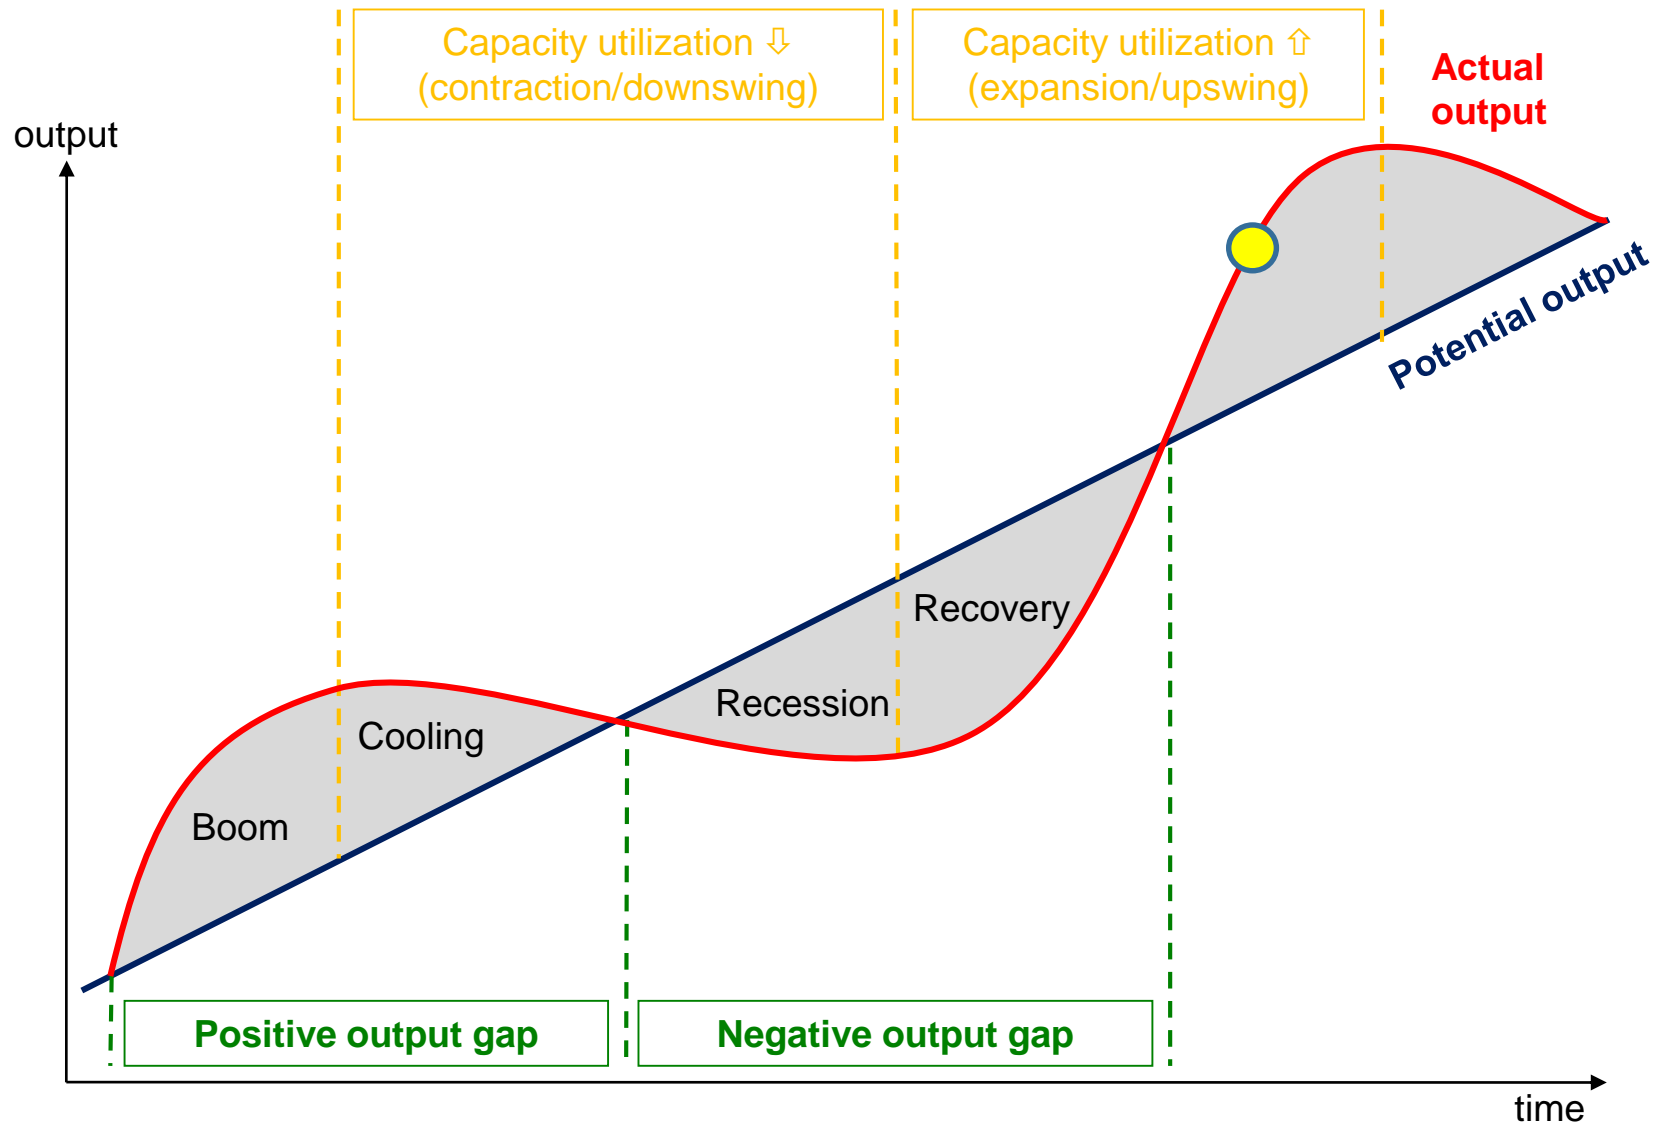 Capacity utilization ⇩
(contraction/downswing)
Capacity utilization ⇧
(expansion/upswing)
Actual
output
output
Potential output
Recovery
Recession
Cooling
Boom
Positive output gap
Negative output gap
time